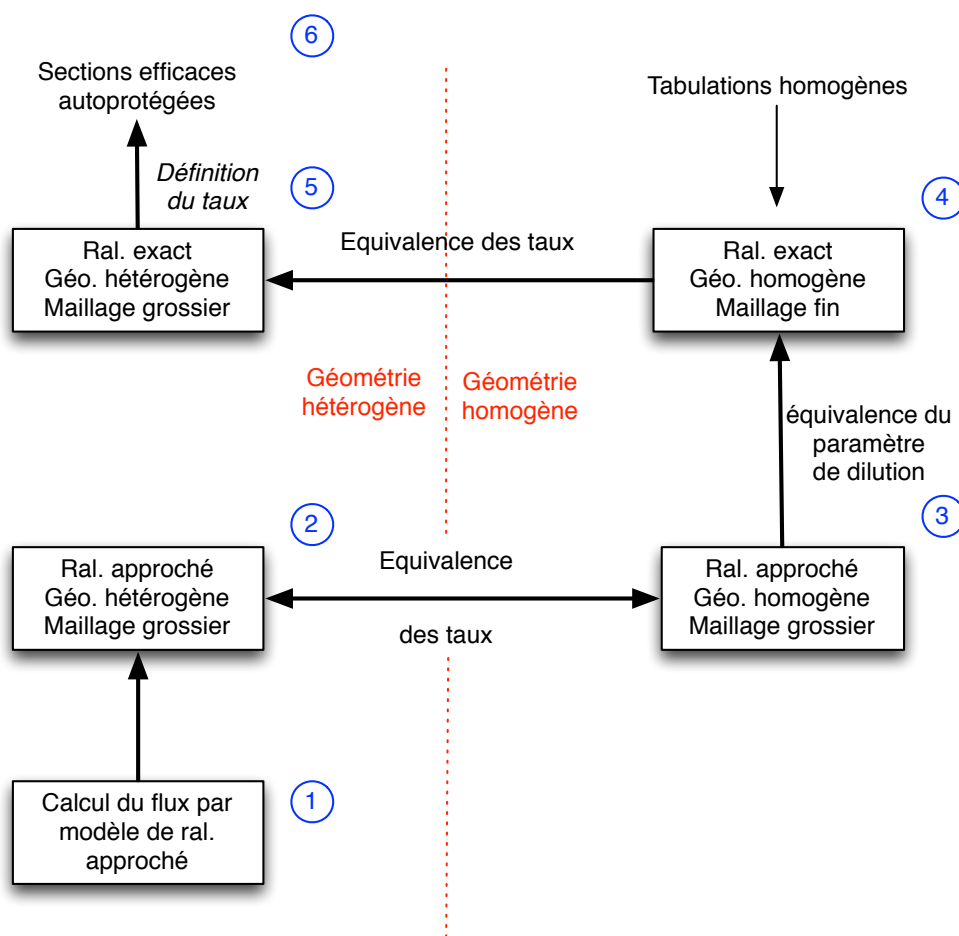 6
Sections efficaces
autoprotégées
Tabulations homogènes
Définition
du taux
5
4
Ral. exact
Géo. hétérogène
Maillage grossier
Equivalence des taux
Ral. exact
Géo. homogène
Maillage fin
Géométrie
hétérogène
Géométrie
homogène
équivalence du
paramètre
de dilution
2
3
Ral. approché
Géo. hétérogène
Maillage grossier
Equivalence
des taux
Ral. approché
Géo. homogène
Maillage grossier
Calcul du flux par
modèle de ral.
approché
1